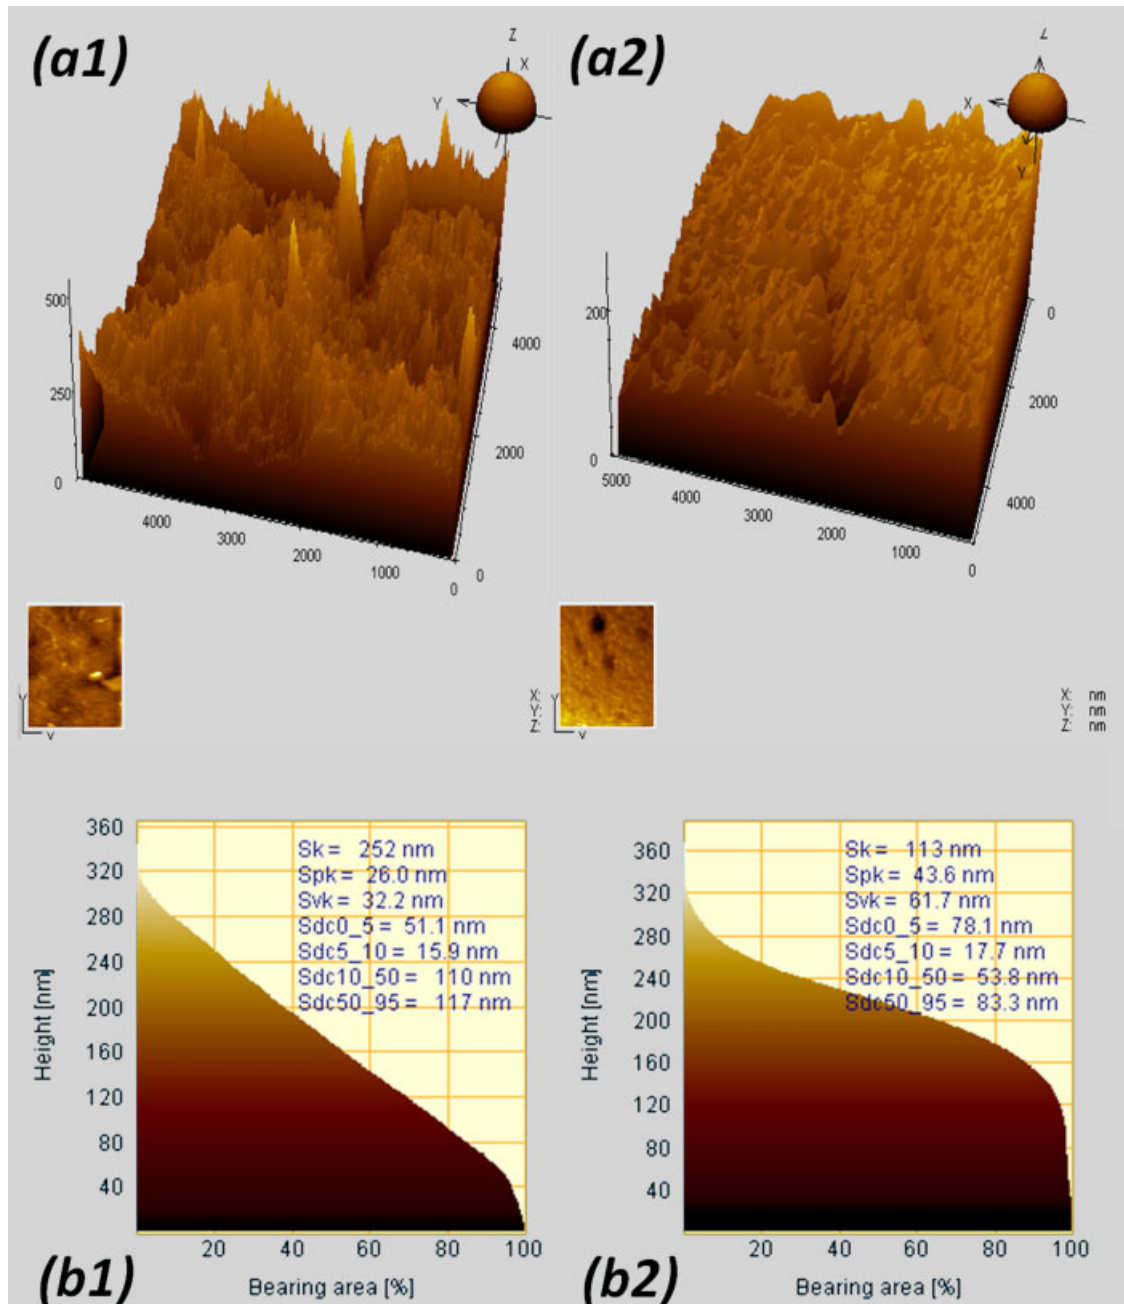 (a1)
Z
X
Y
500
250
0
4000
3000
2000
1000
0
0
2000
4000
X:
Y:
Z:
(a2)
X
Y
200
0
5000
4000
3000
2000
1000
0
0
2000
4000
Y
X: nm
Y: nm
Z: nm
360
320
280
240
200
160
120
80
40
Height [nm]
Sk = 252 nm
Spk = 26.0 nm
Svk = 32.2 nm
Sdc0_5 = 51.1 nm
Sdc5_10 = 15.9 nm
Sdc10_50 = 110 nm
Sdc50_95 = 117 nm
20 40 60 80 100
Bearing area [%]
(b1)
360
320
280
240
200
160
120
80
40
Height [nm]
Sk = 113 nm
Spk = 43.6 nm
Svk = 61.7 nm
Sdc0_5 = 78.1 nm
Sdc5_10 = 17.7 nm
Sdc10_50 = 53.8 nm
Sdc50_95 = 83.3 nm
20 40 60 80 100
Bearing area [%]
(b2)